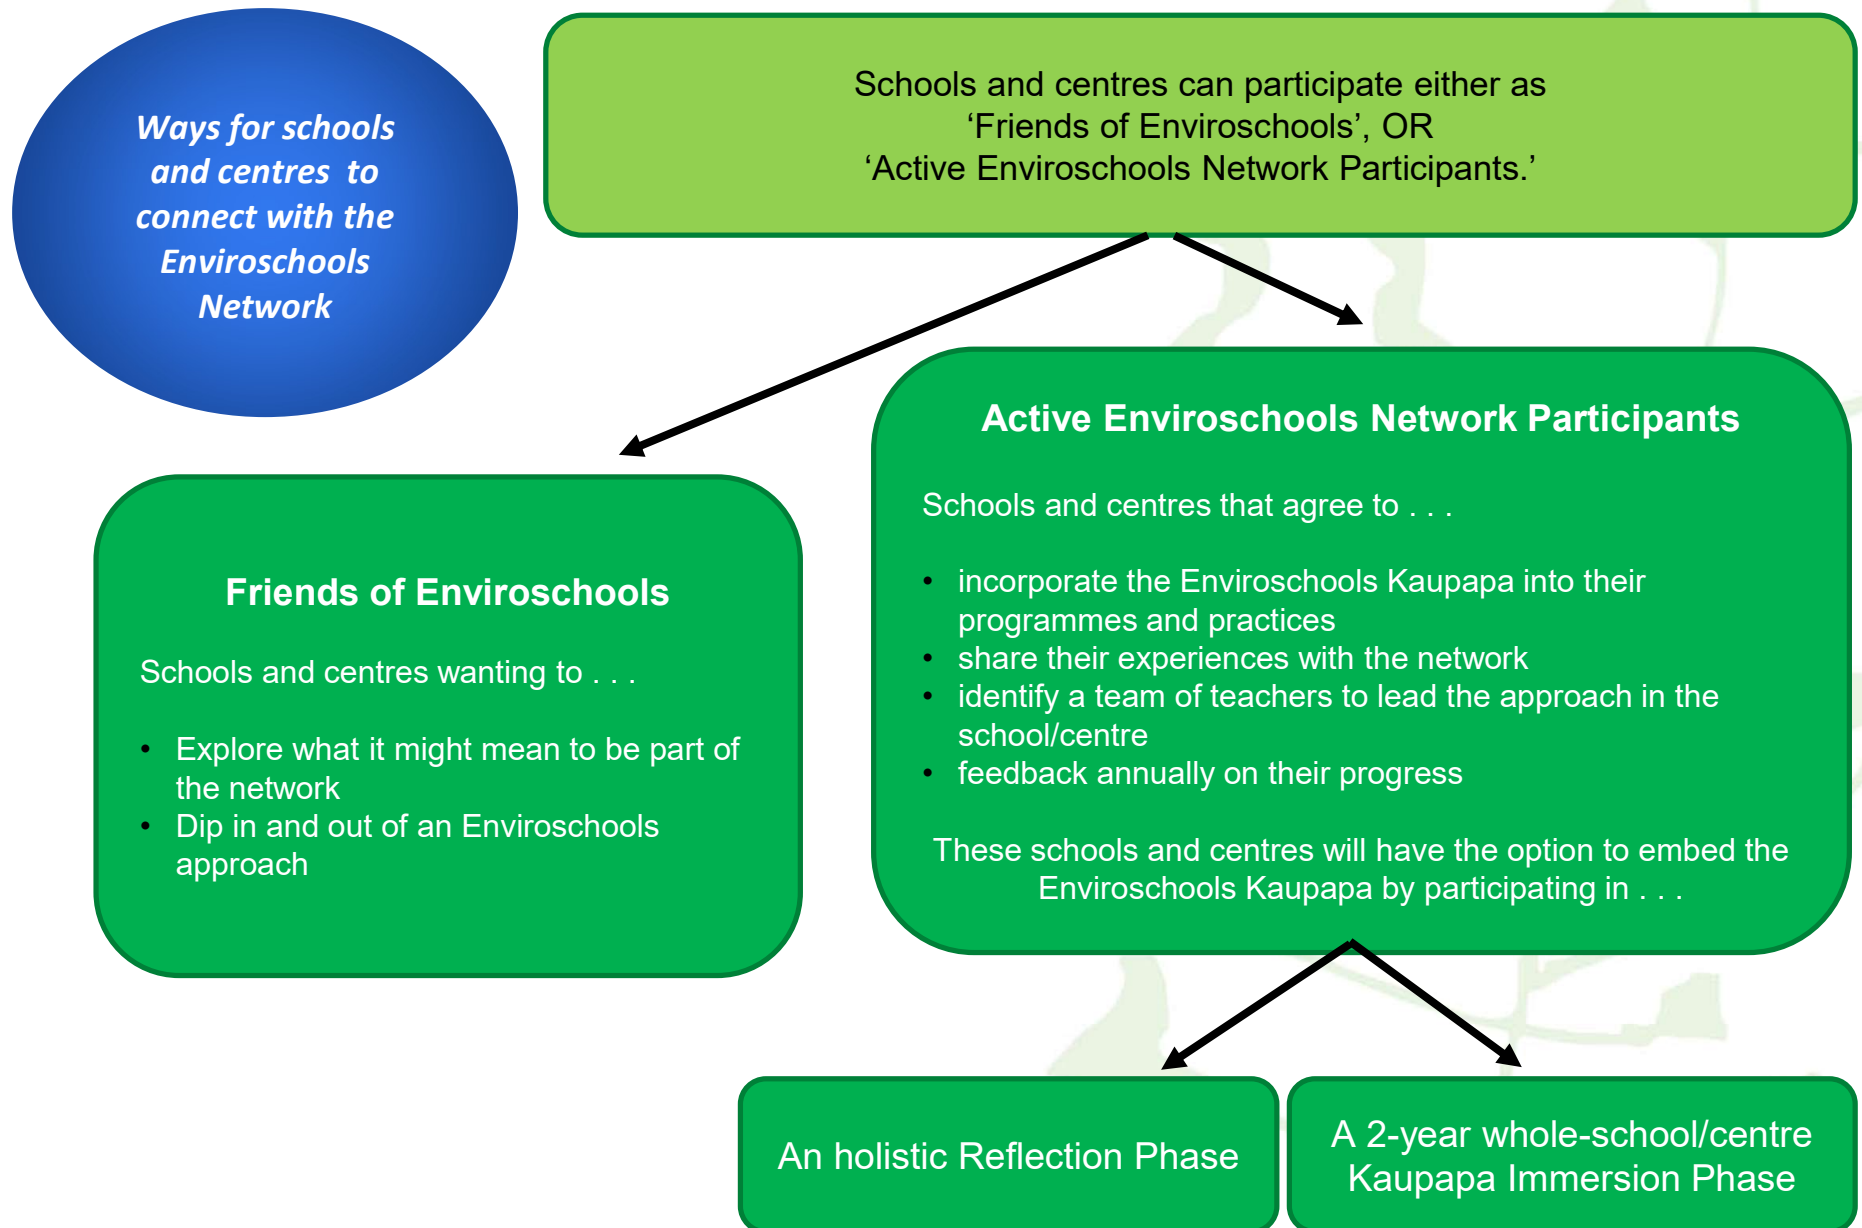 Ways for schools
and centres  to
connect with the
Enviroschools
Network
Schools and centres can participate either as
‘Friends of Enviroschools’, OR
‘Active Enviroschools Network Participants.’
Friends of Enviroschools
Schools and centres wanting to . . .
• Explore what it might mean to be part of
the network
• Dip in and out of an Enviroschools
approach
Active Enviroschools Network Participants
Schools and centres that agree to . . .
• incorporate the Enviroschools Kaupapa into their
programmes and practices
• share their experiences with the network
• identify a team of teachers to lead the approach in the
school/centre
• feedback annually on their progress
These schools and centres will have the option to embed the
Enviroschools Kaupapa by participating in . . .
An holistic Reflection Phase
A 2-year whole-school/centre
Kaupapa Immersion Phase